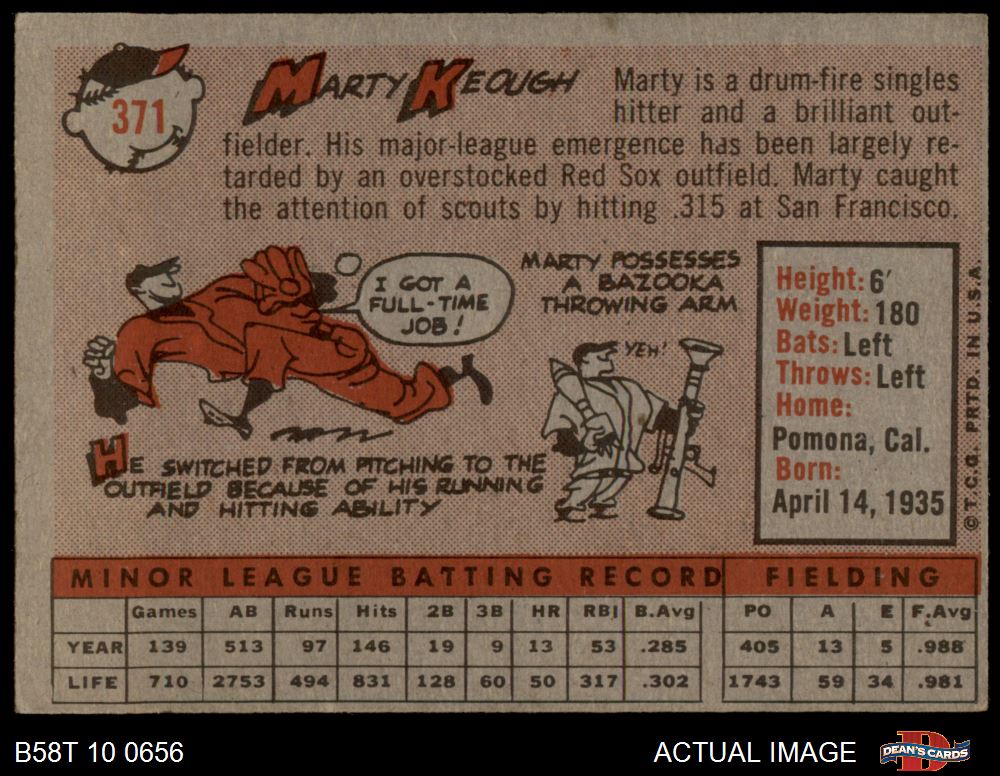 371
MARTY KEOUGH
Marty is a drum-fire singles
hitter and a brilliant out-
fielder. His major-league emergence has been largely re-
tarded by an overstocked Red Sox outfield. Marty caught
the attention of scouts by hitting .315 at San Francisco.
I GOT A
FULL-TIME
JOB!
HE SWITCHED FROM PITCHING TO THE
OUTFIELD BECAUSE OF HIS RUNNING
AND HITTING ABILITY
MARTY POSSESSES
A BAZOOKA
THROWING ARM
YEH!
Height: 6'
Weight: 180
Bats: Left
Throws: Left
Home:
Pomona, Cal.
Born:
April 14, 1935
© T.C.G. PRTD. IN U.S.A.
MINOR LEAGUE BATTING RECORD FIELDING
Games AB Runs Hits 2B 3B HR RBI B.Avg PO A E F.Avg
YEAR 139 513 97 146 19 9 13 53 .285 405 13 5 .988
LIFE 710 2753 494 831 128 60 50 317 .302 1743 59 34 .981
B58T 10 0656 ACTUAL IMAGE DEAN'S CARDS